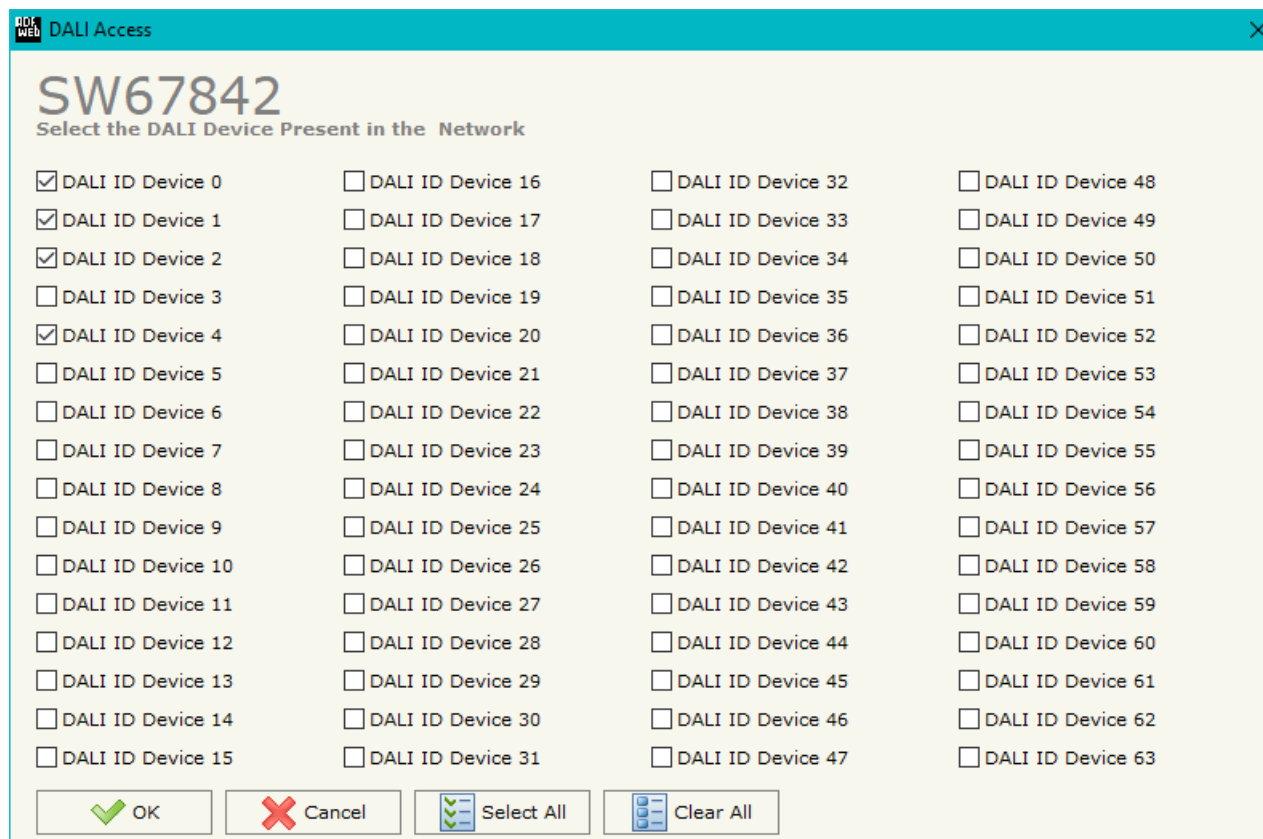 ADF WEB DALI Access
SW67842
Select the DALI Device Present in the Network
DALI ID Device 0 DALI ID Device 16 DALI ID Device 32 DALI ID Device 48
DALI ID Device 1 DALI ID Device 17 DALI ID Device 33 DALI ID Device 49
DALI ID Device 2 DALI ID Device 18 DALI ID Device 34 DALI ID Device 50
DALI ID Device 3 DALI ID Device 19 DALI ID Device 35 DALI ID Device 51
DALI ID Device 4 DALI ID Device 20 DALI ID Device 36 DALI ID Device 52
DALI ID Device 5 DALI ID Device 21 DALI ID Device 37 DALI ID Device 53
DALI ID Device 6 DALI ID Device 22 DALI ID Device 38 DALI ID Device 54
DALI ID Device 7 DALI ID Device 23 DALI ID Device 39 DALI ID Device 55
DALI ID Device 8 DALI ID Device 24 DALI ID Device 40 DALI ID Device 56
DALI ID Device 9 DALI ID Device 25 DALI ID Device 41 DALI ID Device 57
DALI ID Device 10 DALI ID Device 26 DALI ID Device 42 DALI ID Device 58
DALI ID Device 11 DALI ID Device 27 DALI ID Device 43 DALI ID Device 59
DALI ID Device 12 DALI ID Device 28 DALI ID Device 44 DALI ID Device 60
DALI ID Device 13 DALI ID Device 29 DALI ID Device 45 DALI ID Device 61
DALI ID Device 14 DALI ID Device 30 DALI ID Device 46 DALI ID Device 62
DALI ID Device 15 DALI ID Device 31 DALI ID Device 47 DALI ID Device 63
OK Cancel Select All Clear All